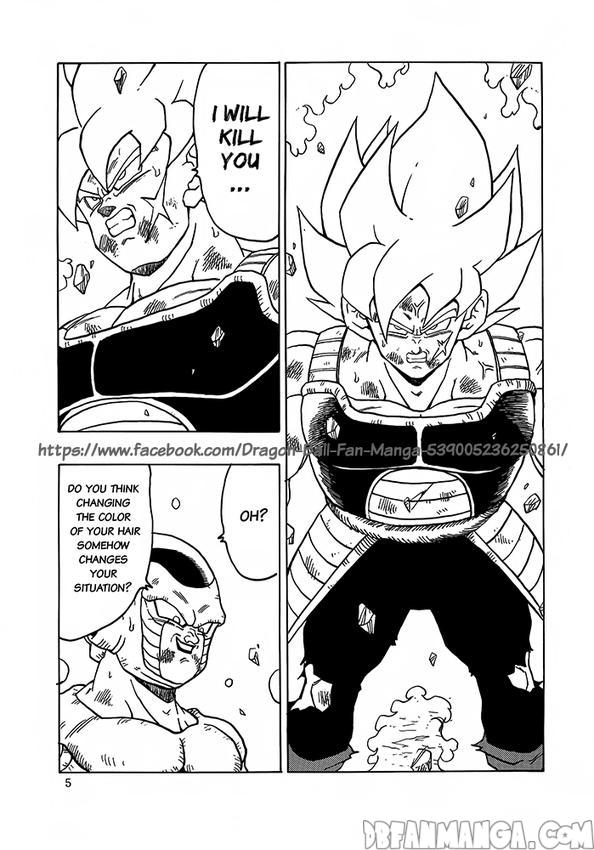 I WILL
KILL
YOU
...
https://www.facebook.com/Dragon-Ball-Fan-Manga-539005236250861/
OH?
DO YOU THINK
CHANGING
THE COLOR
OF YOUR HAIR
SOMEHOW
CHANGES
YOUR
SITUATION?
5
DBFANMANGA.COM